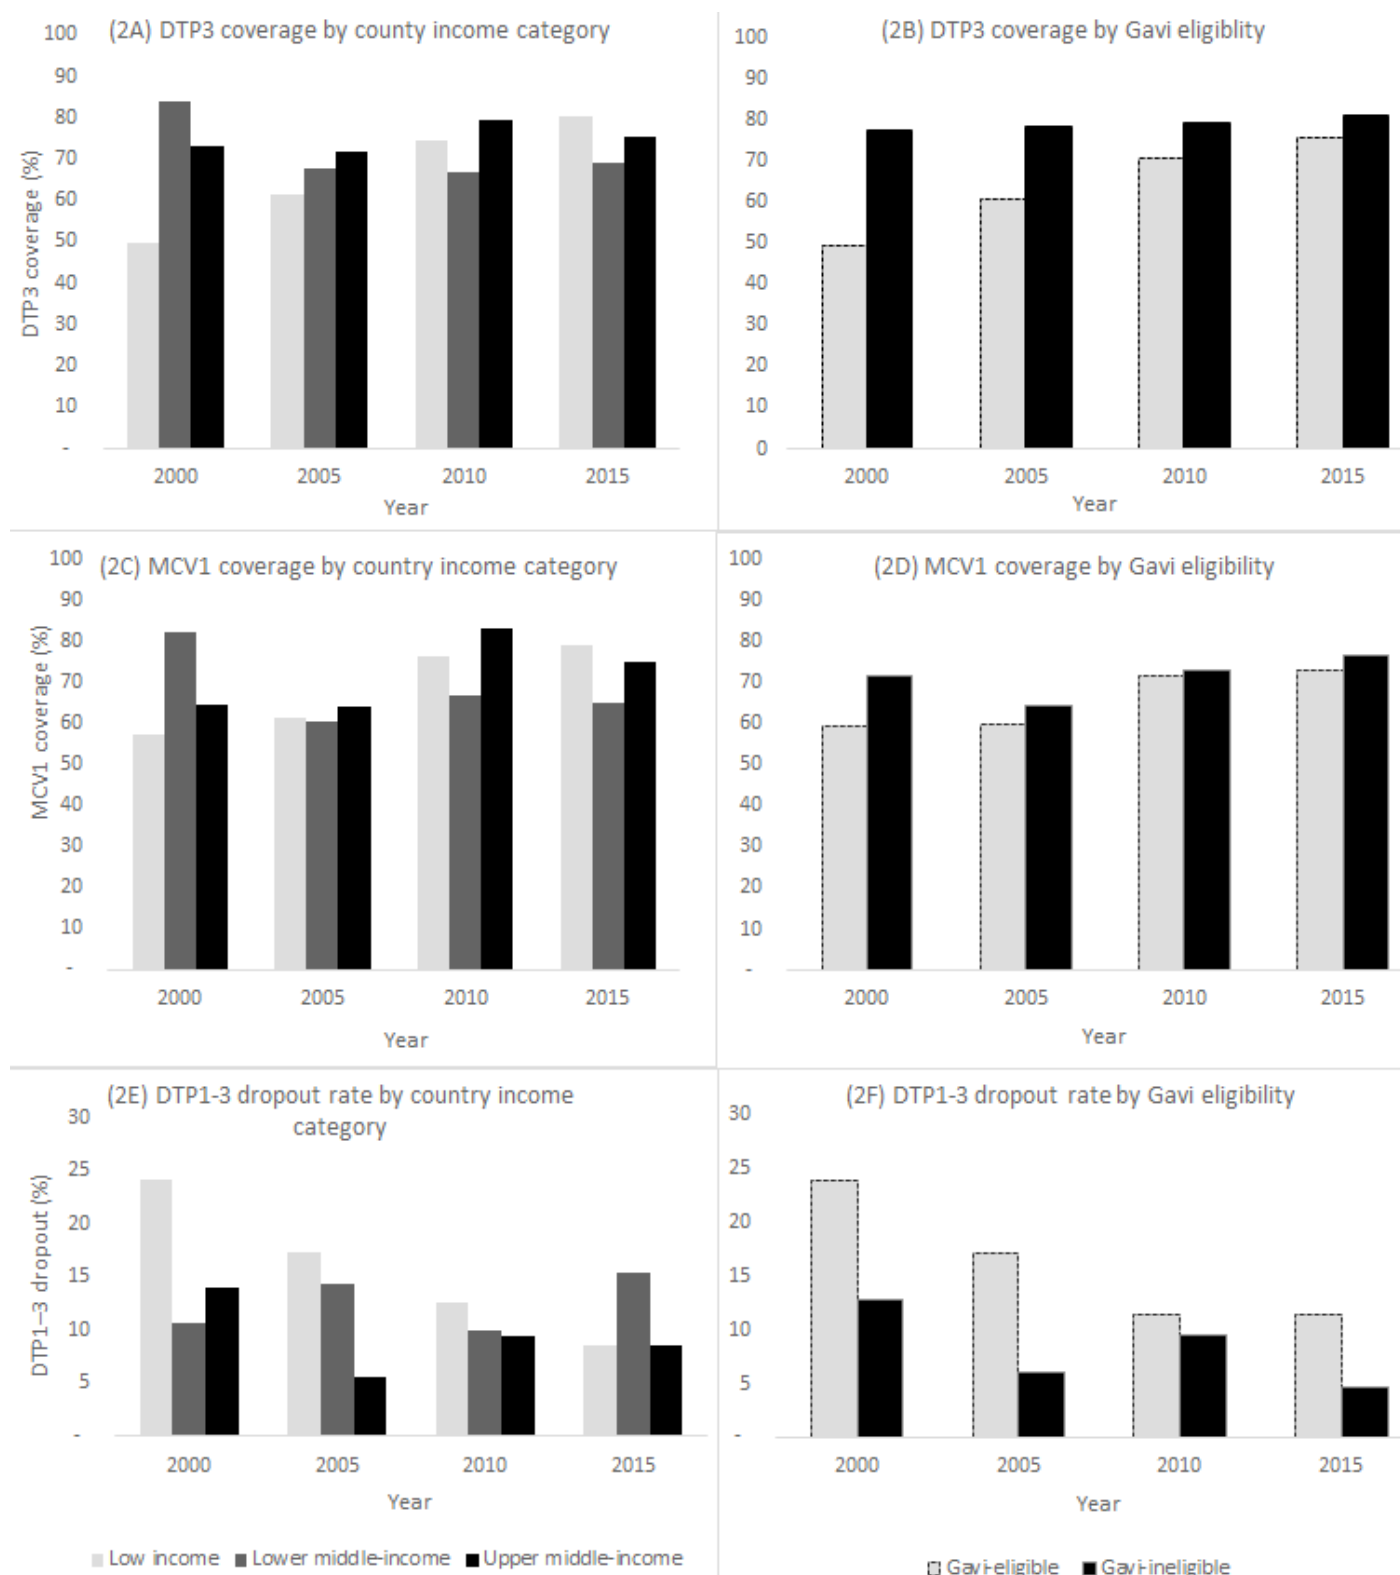 (2A) DTP3 coverage by county income category
100
90
80
70
60
50
40
30
20
10
-
DTP3 coverage (%)
2000 2005 2010 2015
Year
(2B) DTP3 coverage by Gavi eligiblity
100
90
80
70
60
50
40
30
20
10
0
2000 2005 2010 2015
Year
(2C) MCV1 coverage by country income category
100
90
80
70
60
50
40
30
20
10
-
MCV1 coverage (%)
2000 2005 2010 2015
Year
(2D) MCV1 coverage by Gavi eligibility
100
90
80
70
60
50
40
30
20
10
-
2000 2005 2010 2015
Year
(2E) DTP1-3 dropout rate by country income
category
30
25
20
15
10
5
-
DTP1–3 dropout (%)
2000 2005 2010 2015
Year
Low income Lower middle-income Upper middle-income
(2F) DTP1-3 dropout rate by Gavi eligibility
30
25
20
15
10
5
-
2000 2005 2010 2015
Year
Gavi-eligible Gavi-ineligible